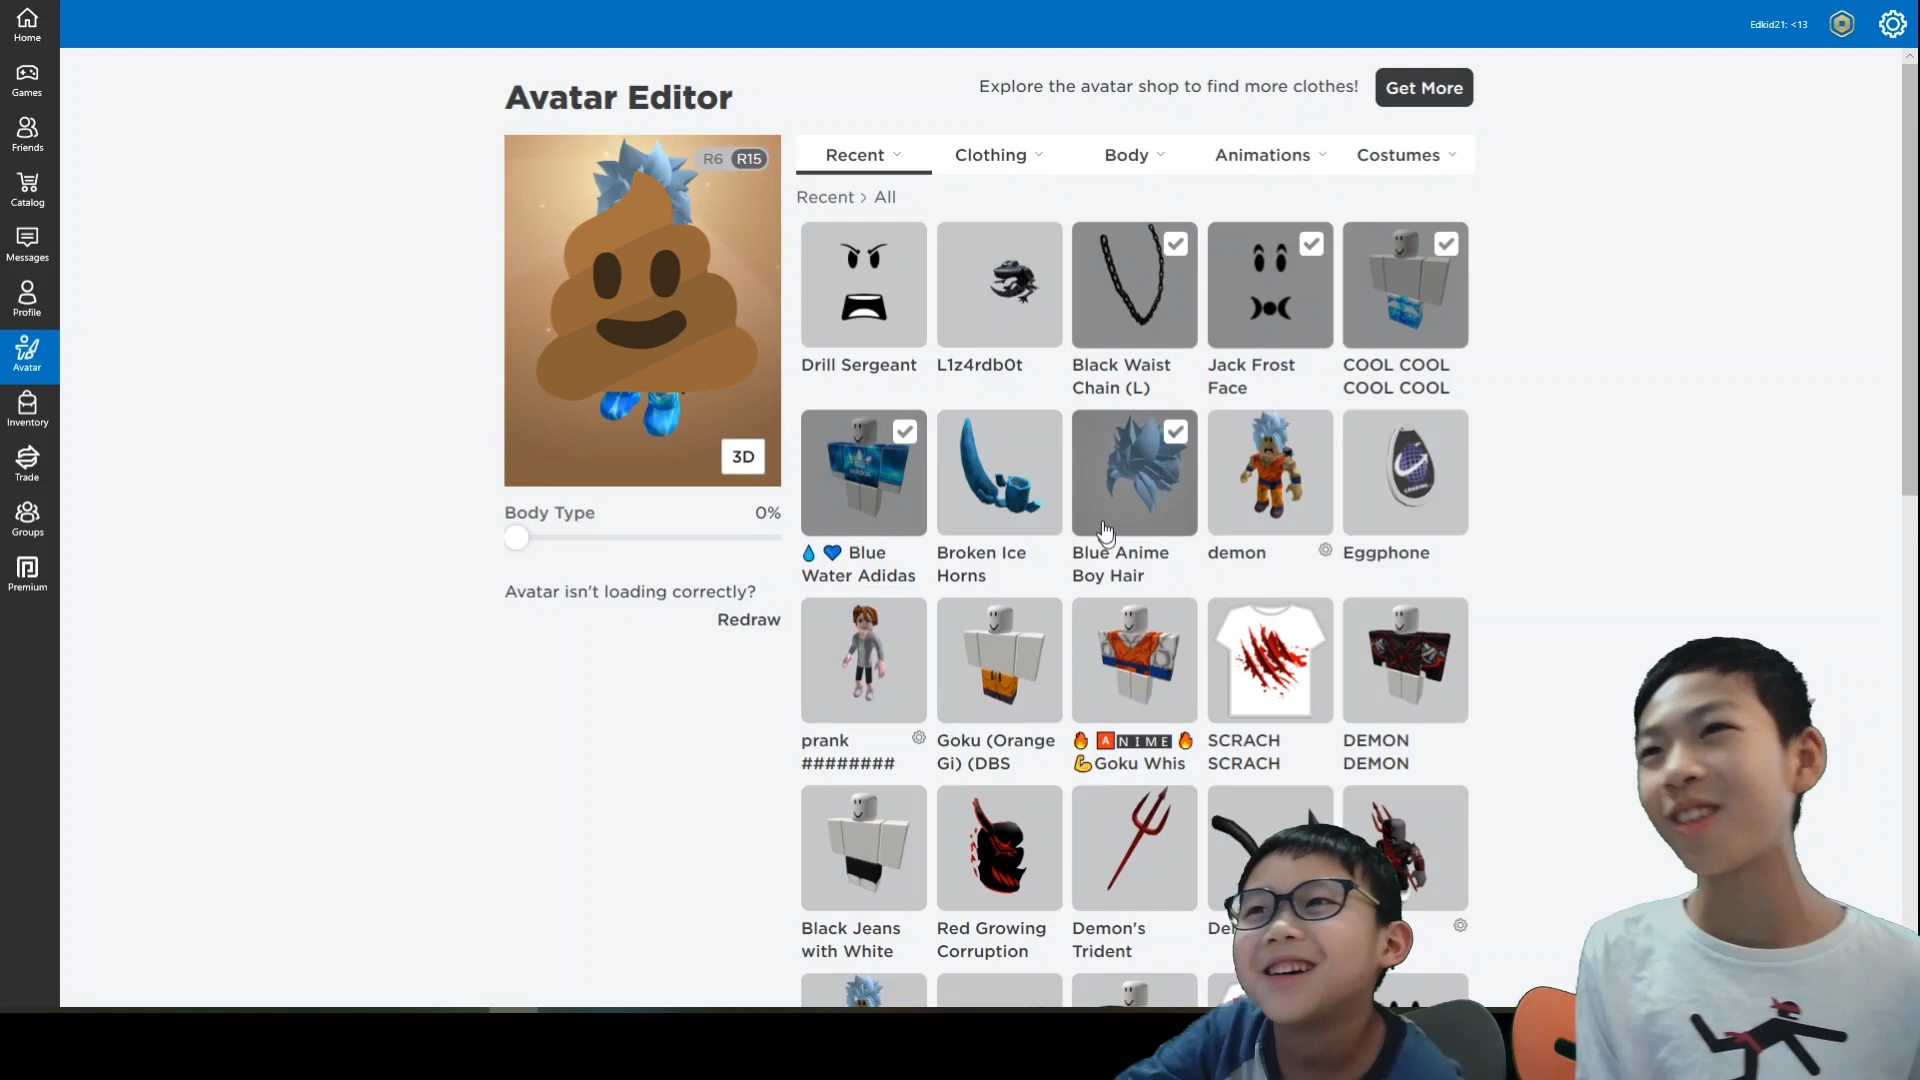 Home
Edkid21: <13
Games
Friends
Catalog
Messages
Profile
Avatar
Inventory
Trade
Groups
Premium
Avatar Editor
Explore the avatar shop to find more clothes!
Get More
R6 R15
3D
Body Type 0%
Avatar isn't loading correctly?
Redraw
Recent Clothing Body Animations Costumes
Recent > All
Drill Sergeant
L1z4rdb0t
Black Waist
Chain (L)
Jack Frost
Face
COOL COOL
COOL COOL
adidas
💧 💙 Blue
Water Adidas
Broken Ice
Horns
Blue Anime
Boy Hair
demon
LOADING
Eggphone
prank
########
Goku (Orange
Gi) (DBS
🔥 🅰🅽🅸🅼🅴 🔥
💪Goku Whis
SCRACH
SCRACH
DEMON
DEMON
Black Jeans
with White
Red Growing
Corruption
Demon's
Trident